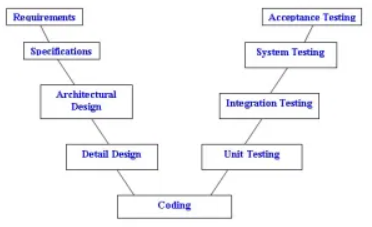 Requirements
Acceptance Testing
Specifications
System Testing
Architectural
Design
Integration Testing
Detail Design
Unit Testing
Coding